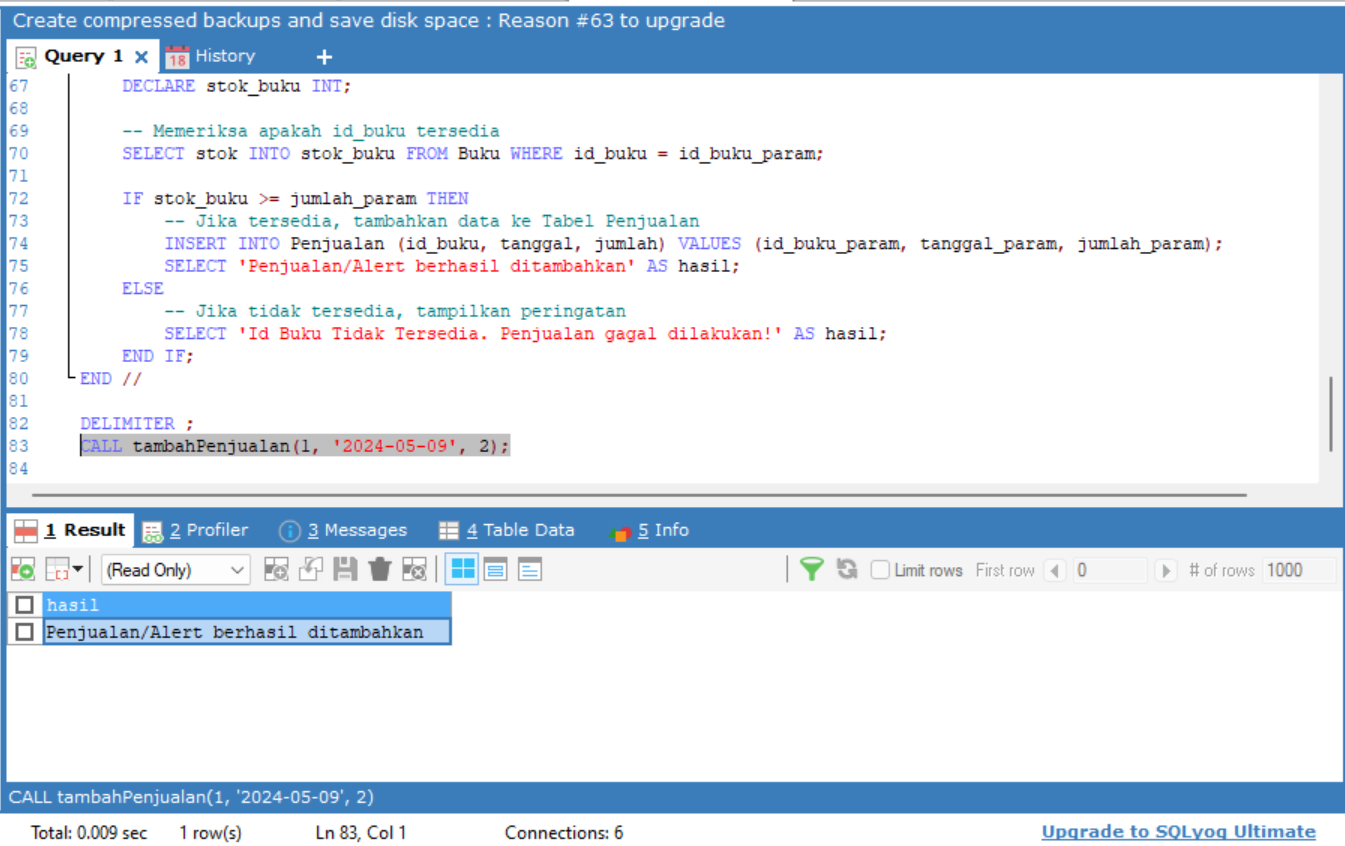 Create compressed backups and save disk space : Reason #63 to upgrade
Query 1 x 18 History +
67 DECLARE stok_buku INT;
68
69 -- Memeriksa apakah id_buku tersedia
70 SELECT stok INTO stok_buku FROM Buku WHERE id_buku = id_buku_param;
71
72 IF stok_buku >= jumlah_param THEN
73 -- Jika tersedia, tambahkan data ke Tabel Penjualan
74 INSERT INTO Penjualan (id_buku, tanggal, jumlah) VALUES (id_buku_param, tanggal_param, jumlah_param);
75 SELECT 'Penjualan/Alert berhasil ditambahkan' AS hasil;
76 ELSE
77 -- Jika tidak tersedia, tampilkan peringatan
78 SELECT 'Id Buku Tidak Tersedia. Penjualan gagal dilakukan!' AS hasil;
79 END IF;
80 END //
81
82 DELIMITER ;
83 CALL tambahPenjualan(1, '2024-05-09', 2);
84
1 Result 2 Profiler 3 Messages 4 Table Data 5 Info
(Read Only) Limit rows First row 0 # of rows 1000
hasil
Penjualan/Alert berhasil ditambahkan
CALL tambahPenjualan(1, '2024-05-09', 2)
Total: 0.009 sec 1 row(s) Ln 83, Col 1 Connections: 6 Upgrade to SQLyog Ultimate